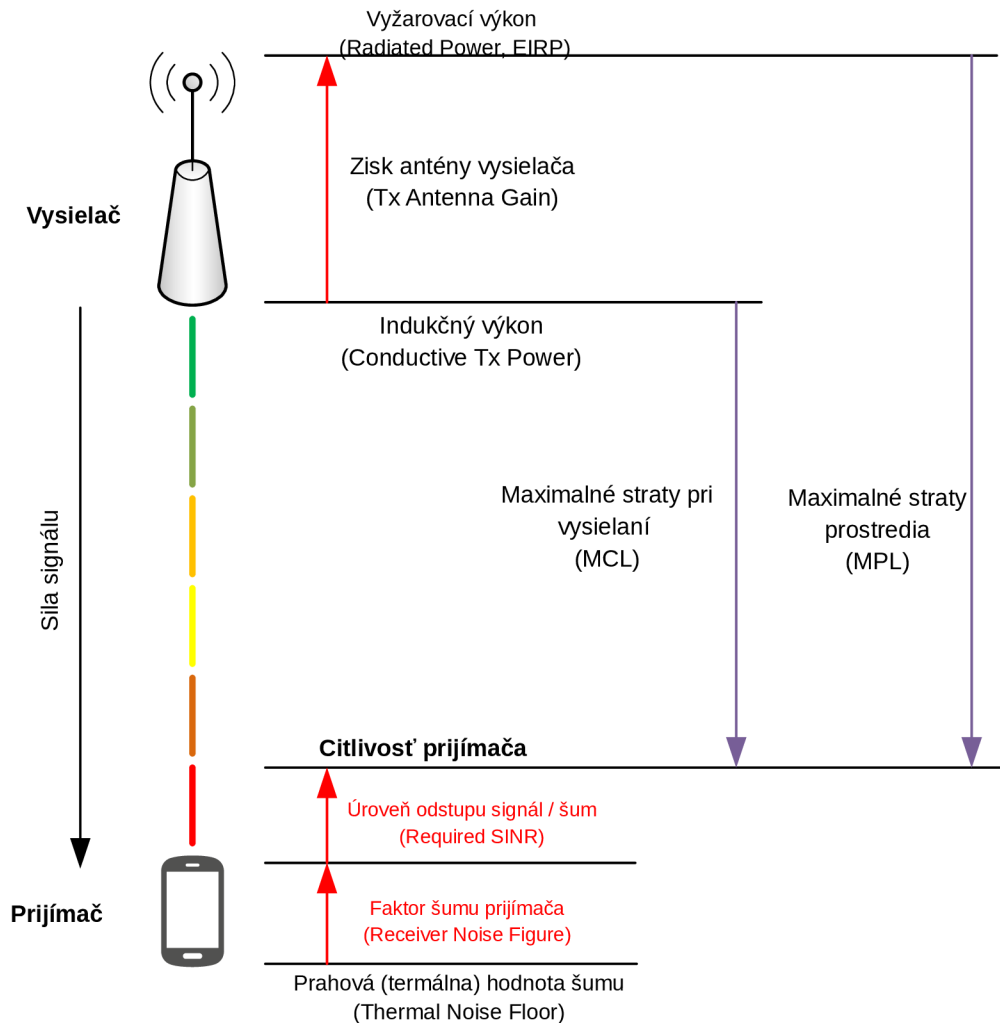 Vyžarovací výkon
(Radiated Power, EIRP)
Zisk antény vysielača
(Tx Antenna Gain)
Vysielač
Indukčný výkon
(Conductive Tx Power)
Maximalné straty pri
vysielaní
(MCL)
Maximalné straty
prostredia
(MPL)
Sila signálu
Citlivosť prijímača
Úroveň odstupu signál / šum
(Required SINR)
Prijímač
Faktor šumu prijímača
(Receiver Noise Figure)
Prahová (termálna) hodnota šumu
(Thermal Noise Floor)